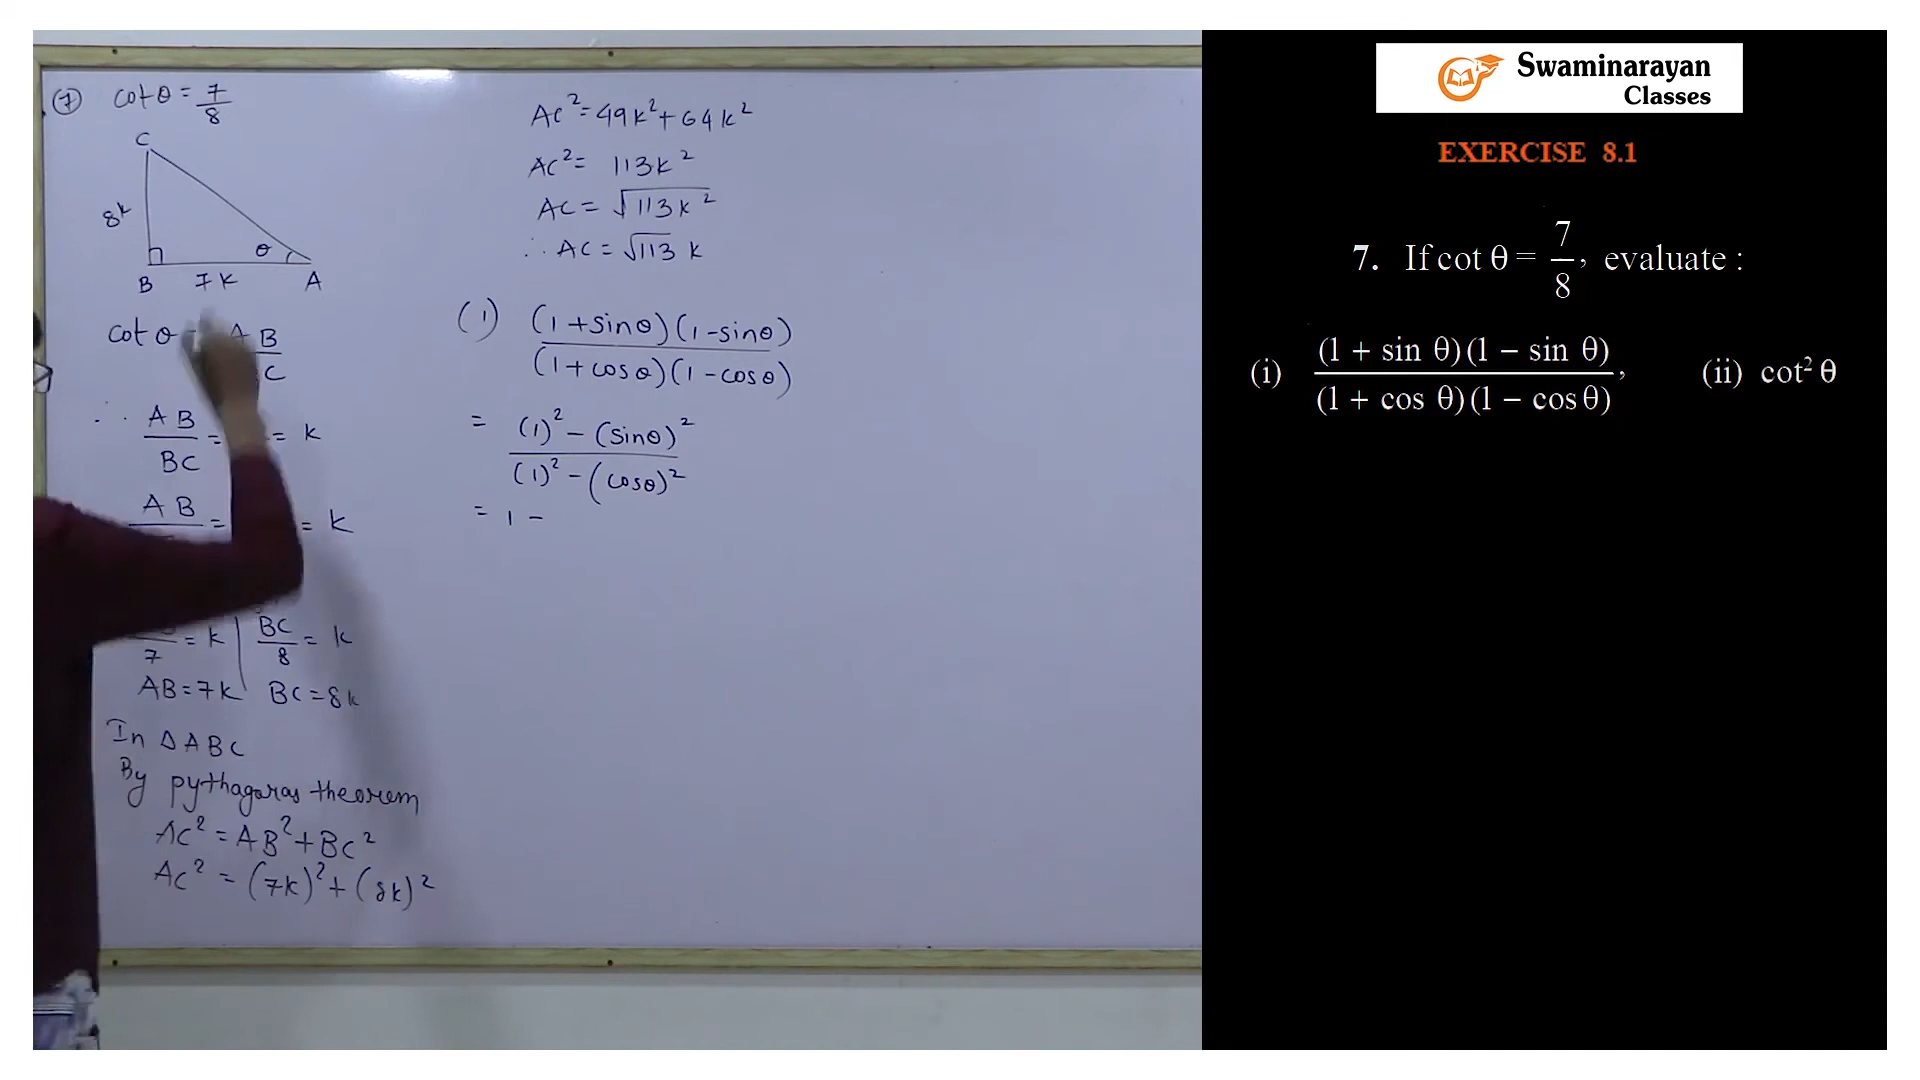 (7) cot θ = 7/8
C
8k
θ
B 7k A
cot θ = AB/ C
∴ AB/BC = = k
AB = = k
/7 = k | BC/8 = k
AB = 7k BC = 8k
In Δ ABC
By pythagoras theorem
AC² = AB² + BC²
AC² = (7k)² + (8k)²
AC² = 49k² + 64k²
AC² = 113k²
AC = √113k²
∴ AC = √113 k
(1) (1 + sinθ)(1 - sinθ)
(1 + cosθ)(1 - cosθ)
= (1)² - (sinθ)²
(1)² - (cosθ)²
= 1 -
Swaminarayan
Classes
EXERCISE 8.1
7. If cot θ = 7/8, evaluate :
(i) (1 + sin θ)(1 − sin θ)/(1 + cos θ)(1 − cos θ), (ii) cot² θ